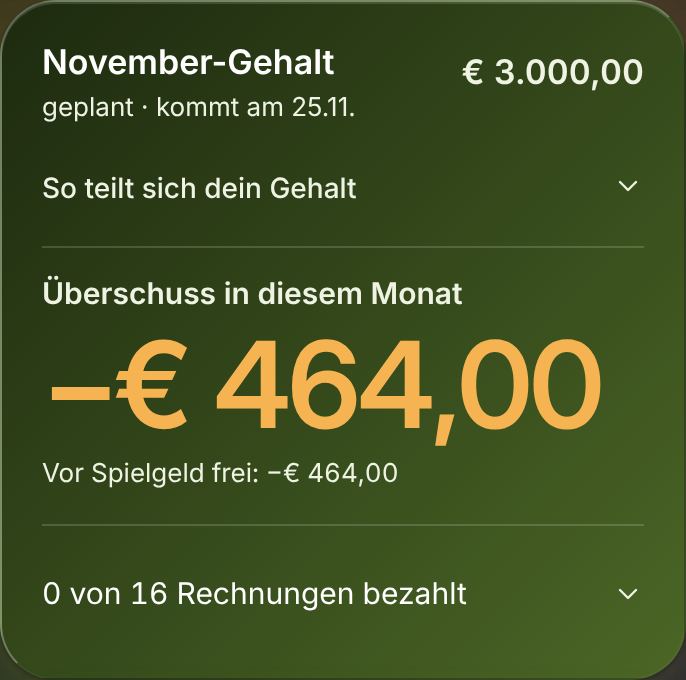 November-Gehalt
€ 3.000,00
geplant · kommt am 25.11.
So teilt sich dein Gehalt
Überschuss in diesem Monat
−€ 464,00
Vor Spielgeld frei: −€ 464,00
0 von 16 Rechnungen bezahlt